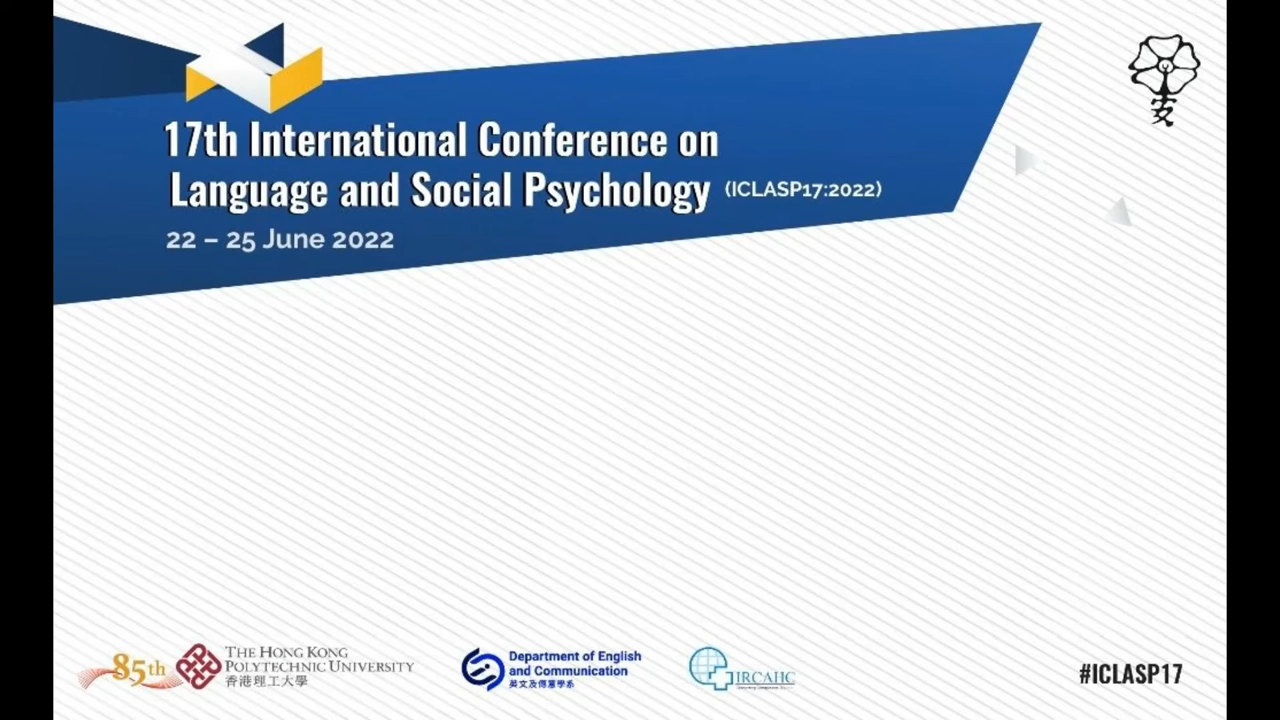 17th International Conference on
Language and Social Psychology (ICLASP17:2022)
22 – 25 June 2022
85th
THE HONG KONG
POLYTECHNIC UNIVERSITY
香港理工大學
Department of English
and Communication
英文及傳意學系
IRCAHC
#ICLASP17